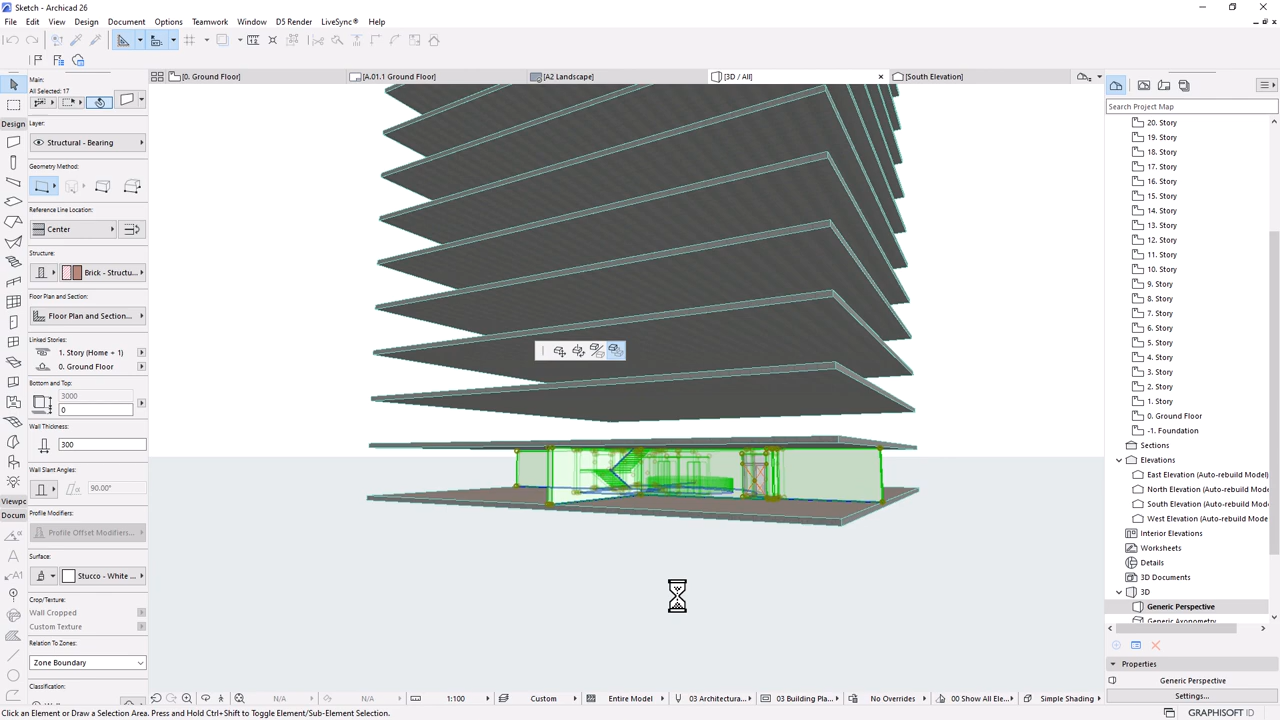 Sketch - Archicad 26
File Edit View Design Document Options Teamwork Window D5 Render LiveSync® Help
[0. Ground Floor]
[A.01.1 Ground Floor]
[A2 Landscape]
[3D / All]
[South Elevation]
Main:
All Selected: 17
Design
Layer:
Structural - Bearing
Geometry Method:
Reference Line Location:
Center
Structure:
Brick - Structu...
Floor Plan and Section:
Floor Plan and Section...
Linked Stories:
1. Story (Home + 1)
0. Ground Floor
Bottom and Top:
3000
0
Wall Thickness:
300
Wall Slant Angles:
90.00°
Viewpc
Docum
Profile Modifiers:
Profile Offset Modifiers...
Surface:
Stucco - White ...
Crop/Texture:
Wall Cropped
Custom Texture
Relation To Zones:
Zone Boundary
Classification:
Search Project Map
20. Story
19. Story
18. Story
17. Story
16. Story
15. Story
14. Story
13. Story
12. Story
11. Story
10. Story
9. Story
8. Story
7. Story
6. Story
5. Story
4. Story
3. Story
2. Story
1. Story
0. Ground Floor
-1. Foundation
Sections
Elevations
East Elevation (Auto-rebuild Model)
North Elevation (Auto-rebuild Mode
South Elevation (Auto-rebuild Mode
West Elevation (Auto-rebuild Mode
Interior Elevations
Worksheets
Details
3D Documents
3D
Generic Perspective
Generic Axonometry
Properties
Generic Perspective
Settings...
N/A
N/A
1:100
Custom
Entire Model
03 Architectura...
03 Building Pla...
No Overrides
00 Show All Ele...
Simple Shading
Click an Element or Draw a Selection Area. Press and Hold Ctrl+Shift to Toggle Element/Sub-Element Selection.
GRAPHISOFT ID